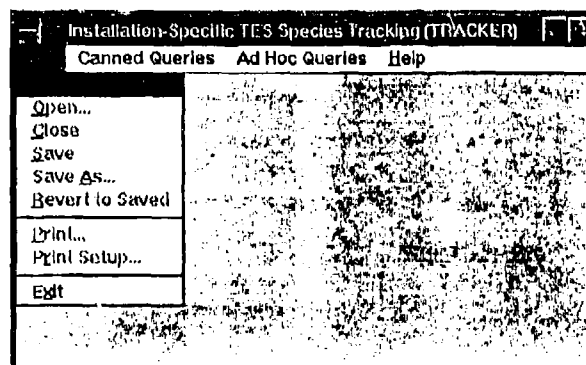 Installation-Specific TES Species Tracking (TRACKER)
Canned Queries Ad Hoc Queries Help
Open...
Close
Save
Save As...
Revert to Saved
Print...
Print Setup...
Exit